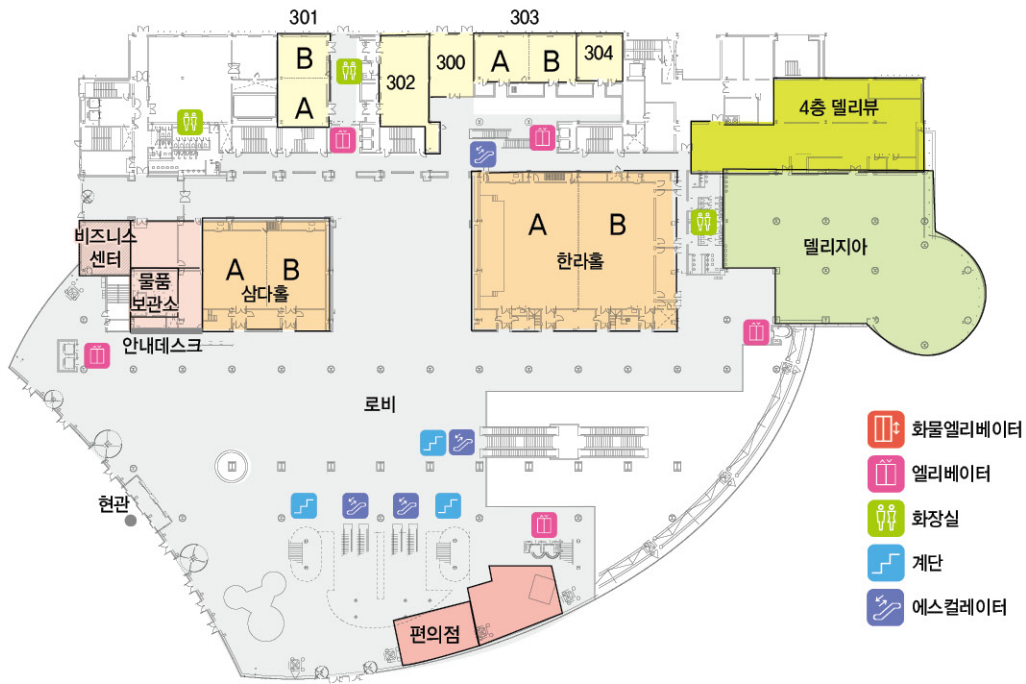 301
303
B
A
302
300
A
B
304
4층 델리뷰
비즈니스
센터
물품
보관소
A
B
삼다홀
A
B
한라홀
델리지아
안내데스크
로비
현관
편의점
화물엘리베이터
엘리베이터
화장실
계단
에스컬레이터